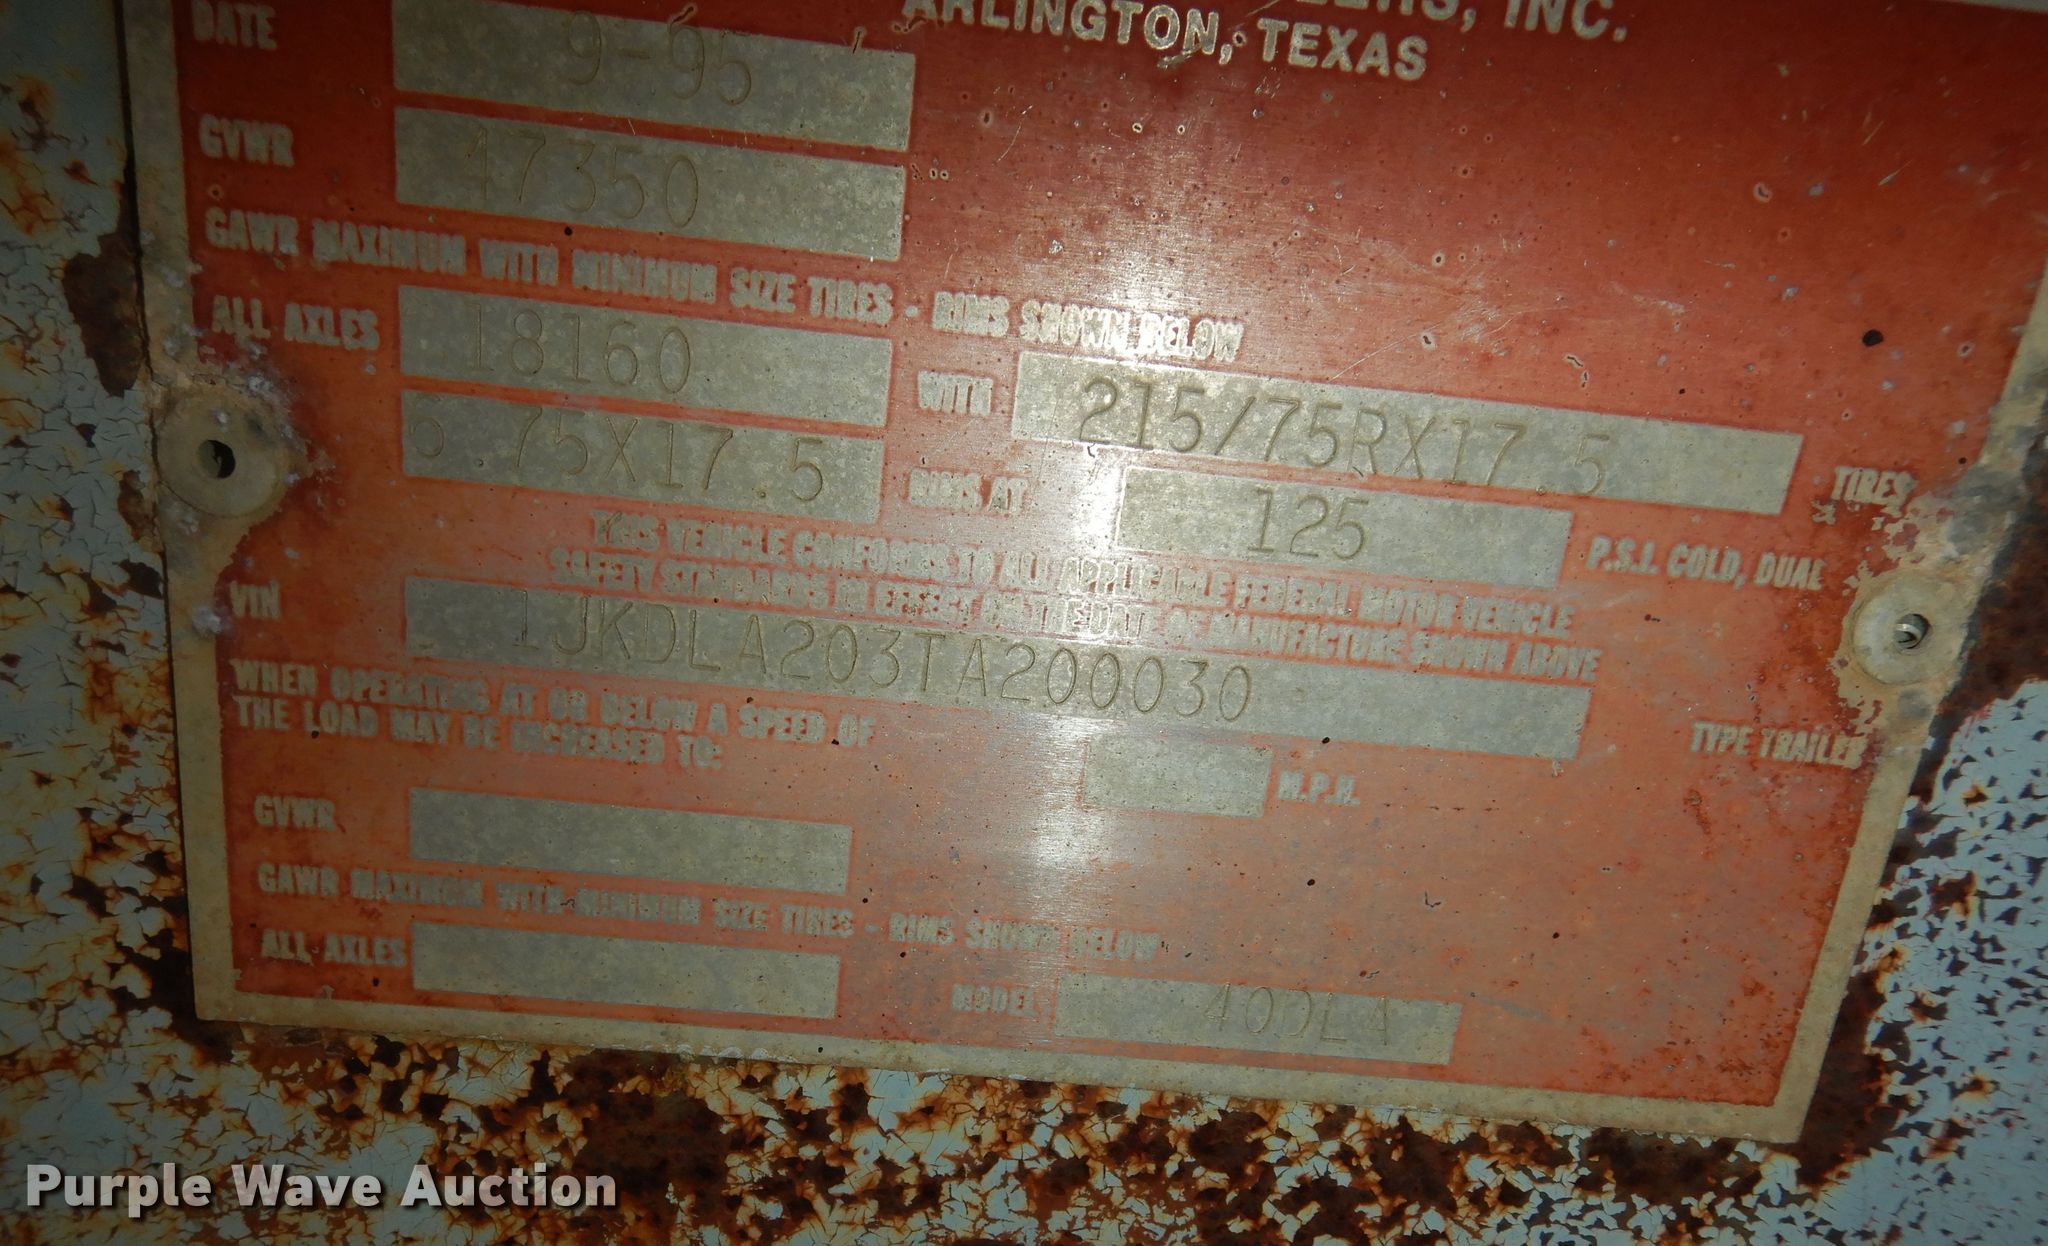 INC.
ARLINGTON, TEXAS
DATE 9-95
GVWR 47350
GAWR MAXIMUM WITH MINIMUM SIZE TIRES - RIMS SHOWN BELOW
ALL AXLES 18160 WITH 215/75RX17.5 TIRES
6.75X17.5 RIMS AT 125 P.S.I. COLD, DUAL
THIS VEHICLE CONFORMS TO ALL APPLICABLE FEDERAL MOTOR VEHICLE
SAFETY STANDARDS IN EFFECT ON THE DATE OF MANUFACTURE SHOWN ABOVE
VIN 1JKDLA203TA200030 TYPE TRAILER
WHEN OPERATING AT OR BELOW A SPEED OF M.P.H.
THE LOAD MAY BE INCREASED TO:
GVWR
GAWR MAXIMUM WITH MINIMUM SIZE TIRES - RIMS SHOWN BELOW
ALL AXLES MODEL 40DLA
Purple Wave Auction